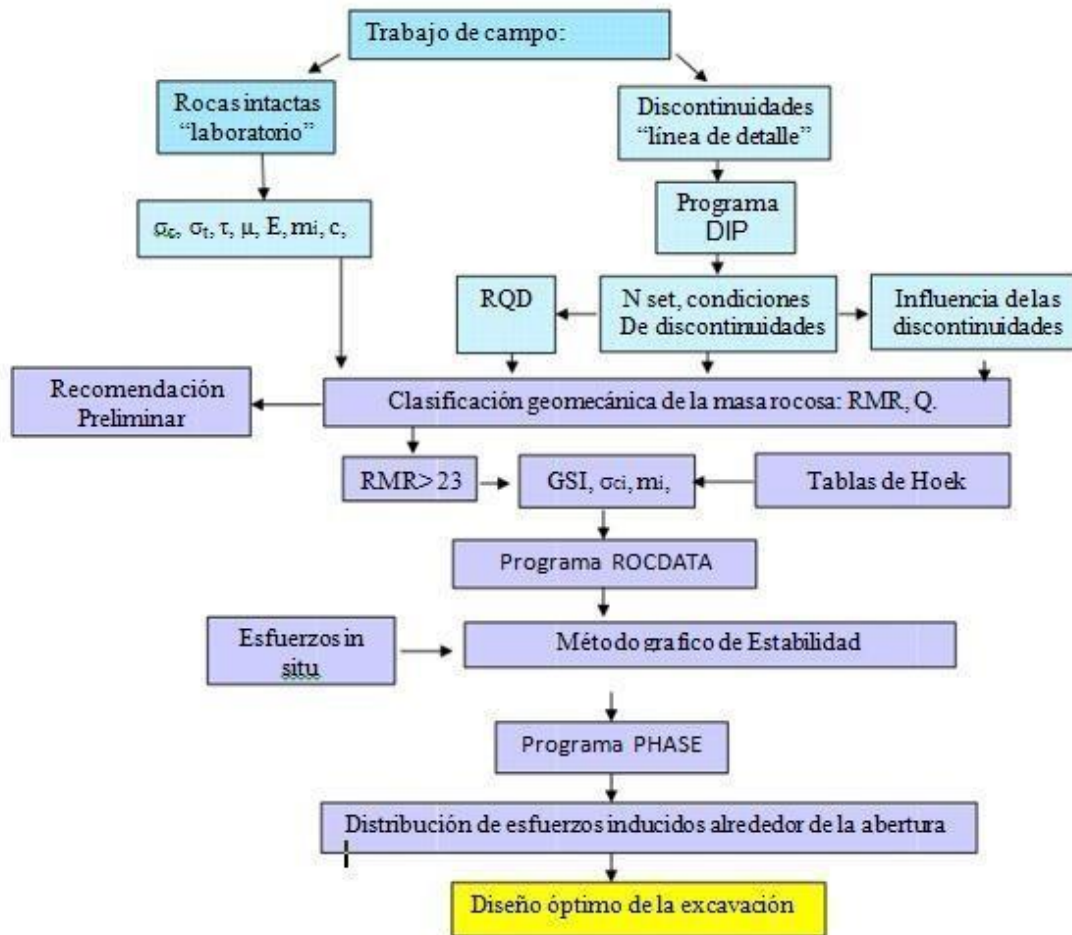 Trabajo de campo:
Rocas intactas
“laboratorio”
Discontinuidades
“línea de detalle”
Programa
DIP
σc, σt, τ, μ, E, mi, c,
RQD
N set, condiciones
De discontinuidades
Influencia de las
discontinuidades
Recomendación
Preliminar
Clasificación geomecánica de la masa rocosa: RMR, Q.
RMR> 23
GSI, σci, mi,
Tablas de Hoek
Programa ROCDATA
Esfuerzos in
situ
Método grafico de Estabilidad
Programa PHASE
Distribución de esfuerzos inducidos alrededor de la abertura
Diseño óptimo de la excavación